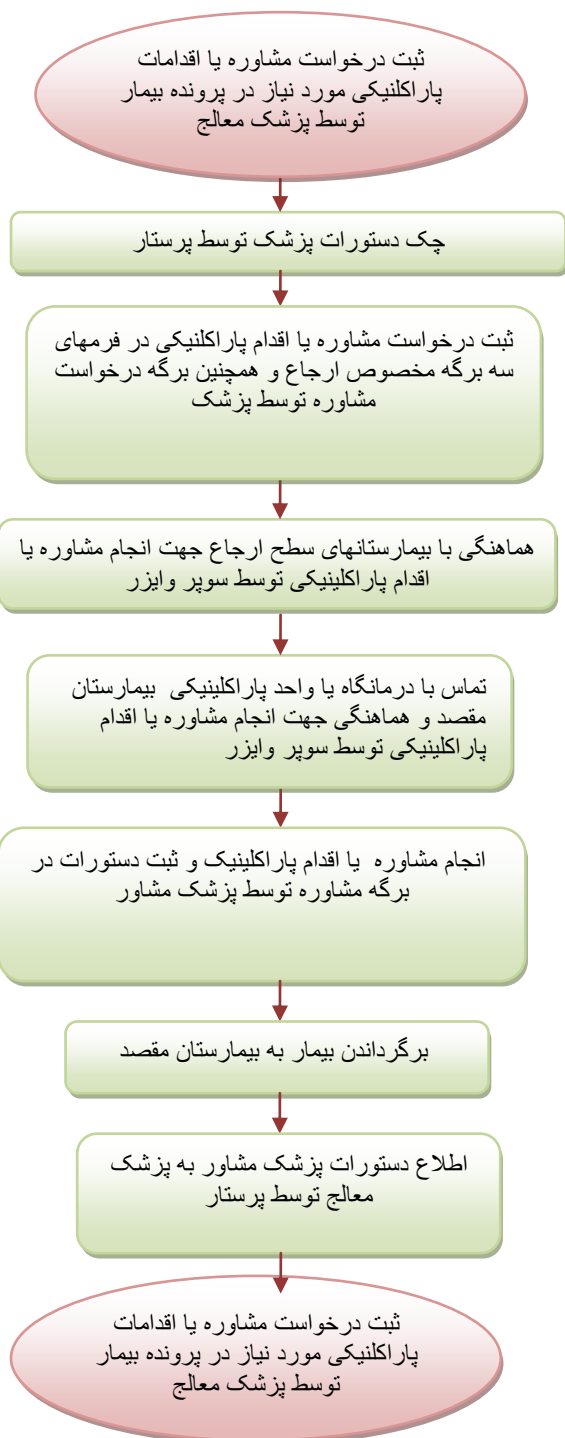 ثبت درخواست مشاوره یا اقدامات
پاراکلنیکی مورد نیاز در پرونده بیمار
توسط پزشک معالج
چک دستورات پزشک توسط پرستار
ثبت درخواست مشاوره یا اقدام پاراکلنیکی در فرمهای
سه برگه مخصوص ارجاع و همچنین برگه درخواست
مشاوره توسط پزشک
هماهنگی با بیمارستانهای سطح ارجاع جهت انجام مشاوره یا
اقدام پاراکلینیکی توسط سوپر وایزر
تماس با درمانگاه یا واحد پاراکلینیکی بیمارستان
مقصد و هماهنگی جهت انجام مشاوره یا اقدام
پاراکلینیکی توسط سوپر وایزر
انجام مشاوره یا اقدام پاراکلینیک و ثبت دستورات در
برگه مشاوره توسط پزشک مشاور
برگرداندن بیمار به بیمارستان مقصد
اطلاع دستورات پزشک مشاور به پزشک
معالج توسط پرستار
ثبت درخواست مشاوره یا اقدامات
پاراکلنیکی مورد نیاز در پرونده بیمار
توسط پزشک معالج